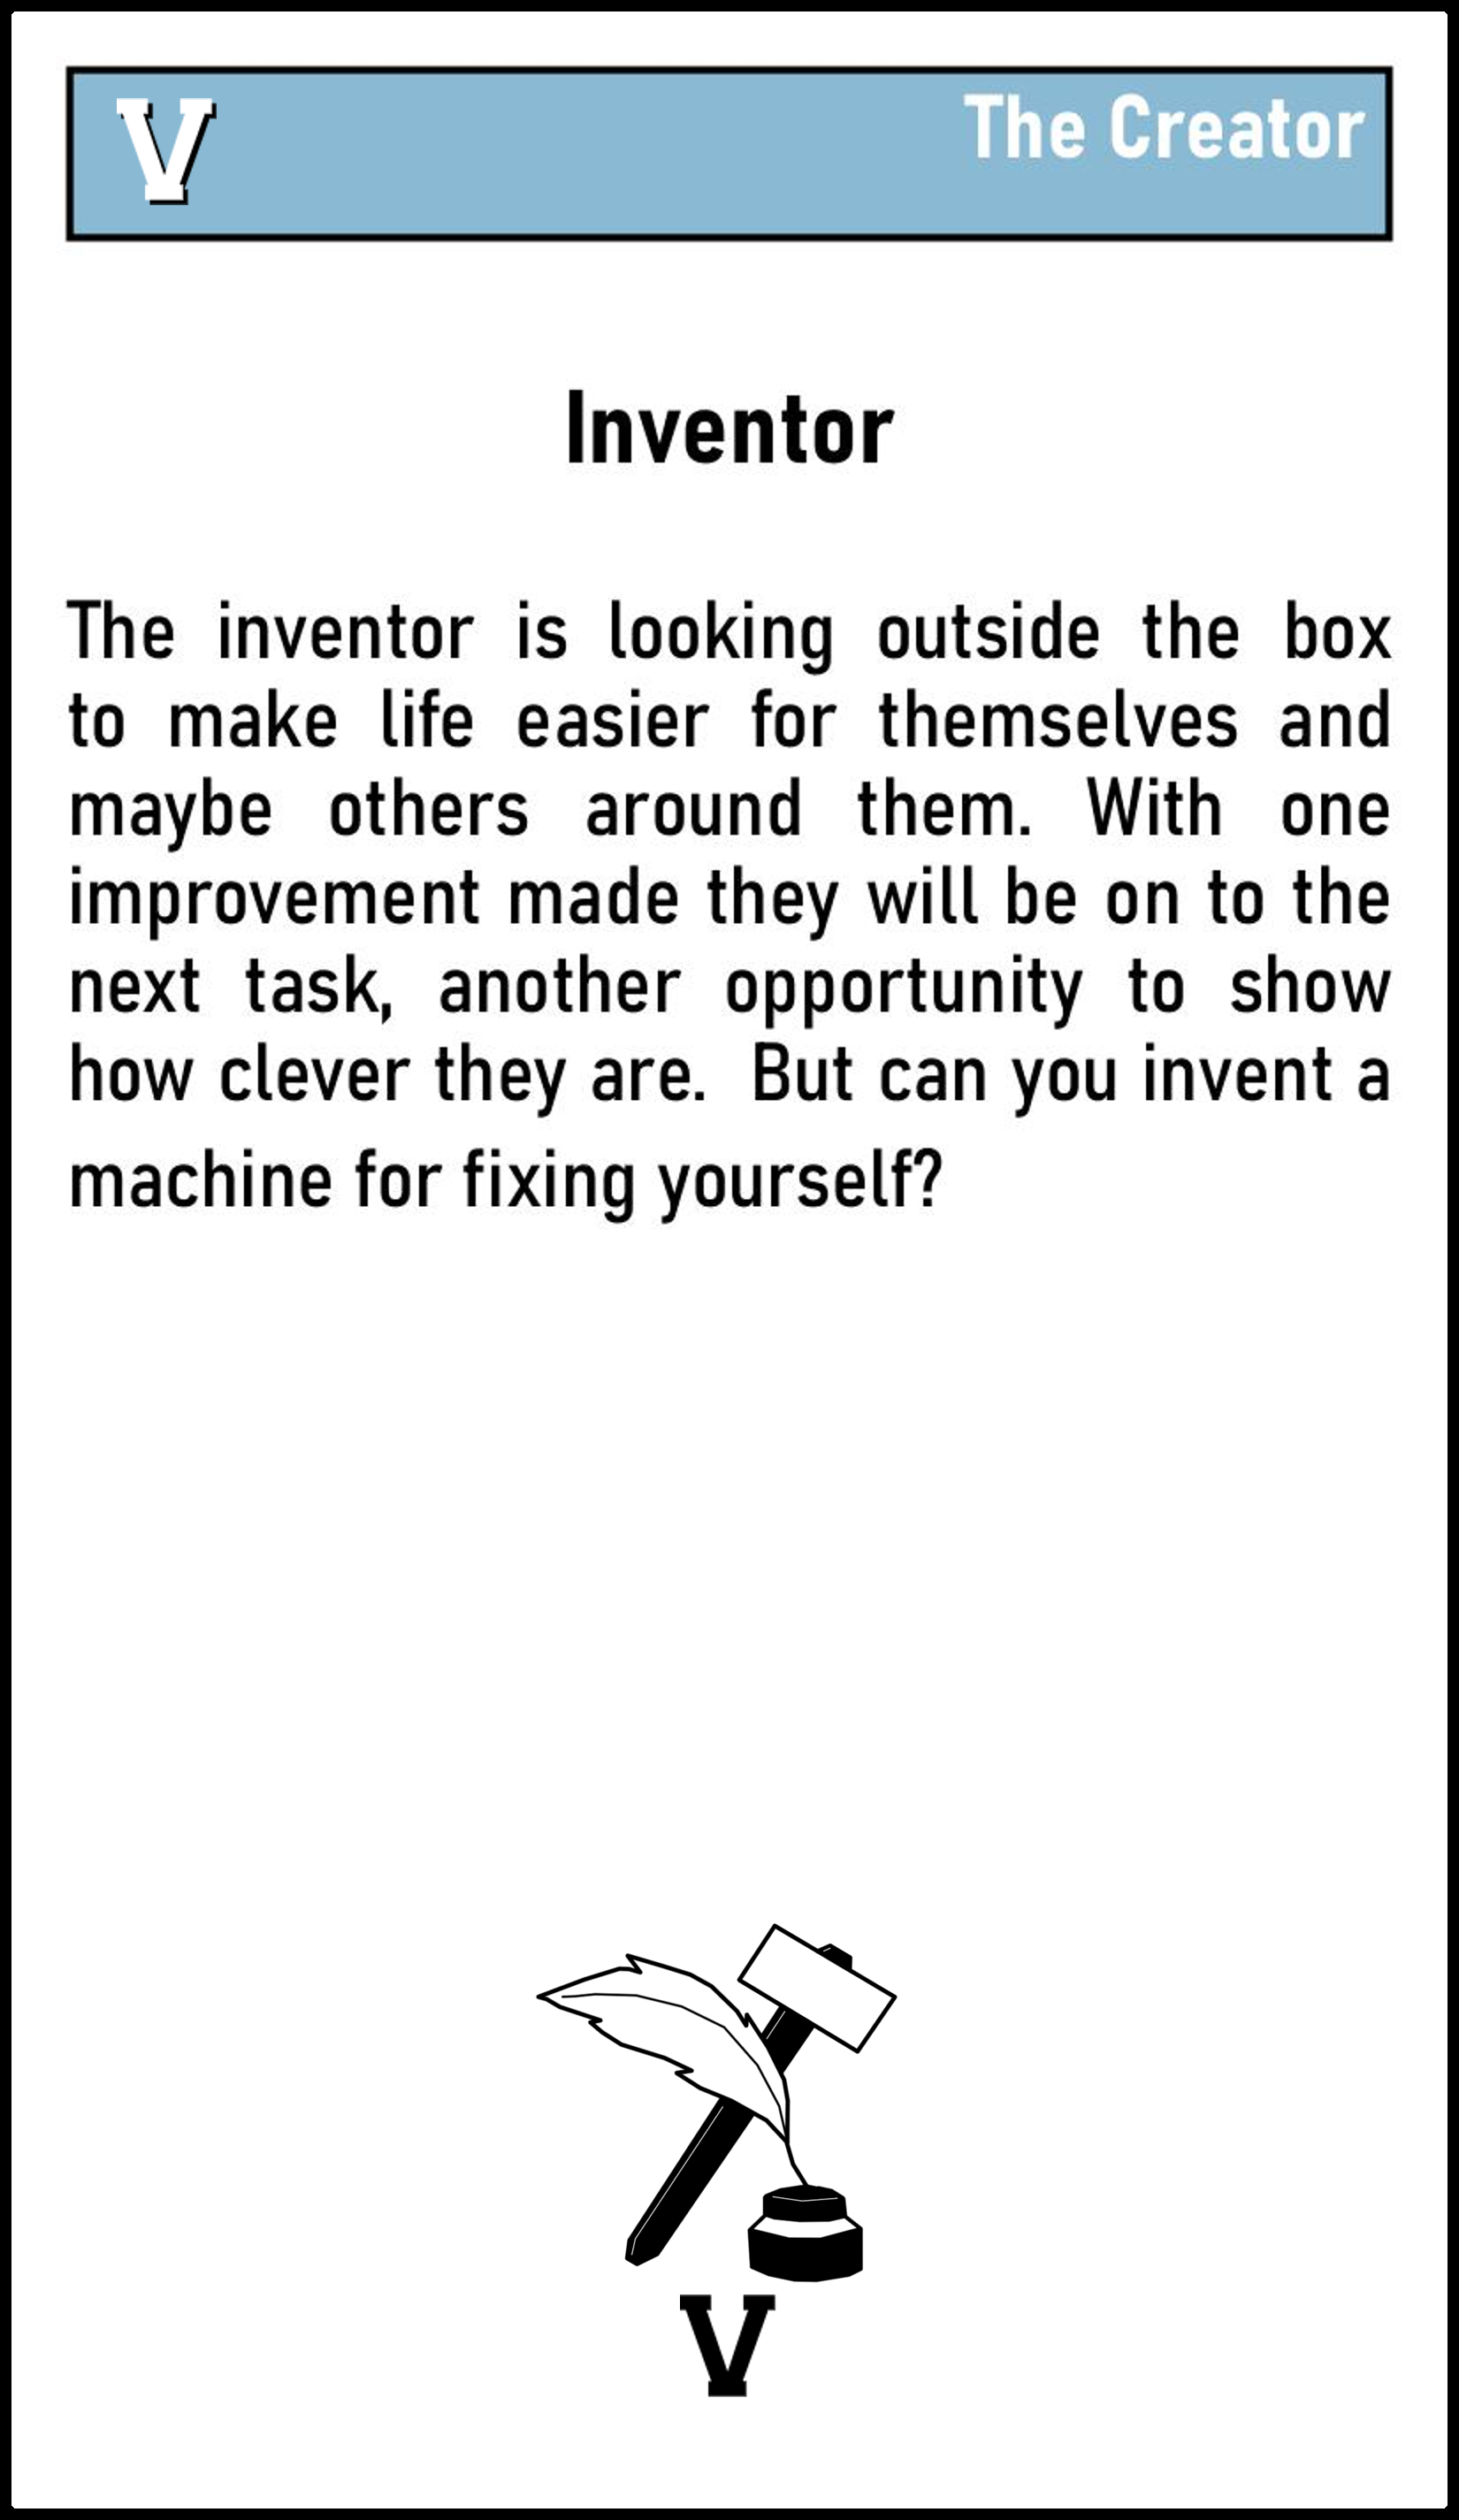 V
The Creator
Inventor
The inventor is looking outside the box
to make life easier for themselves and
maybe others around them. With one
improvement made they will be on to the
next task, another opportunity to show
how clever they are. But can you invent a
machine for fixing yourself?
V